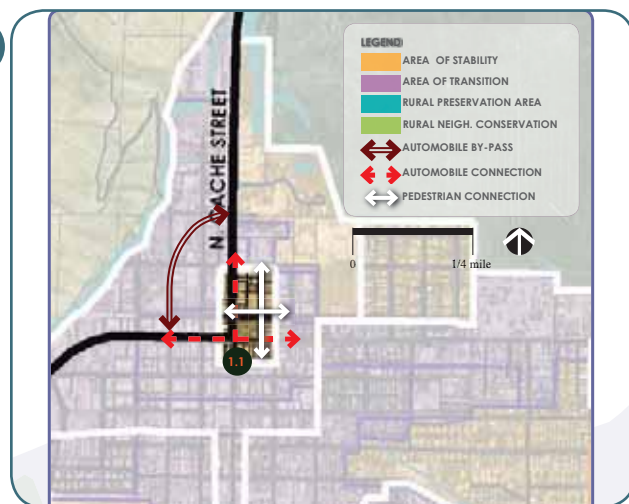 LEGEND:
AREA OF STABILITY
AREA OF TRANSITION
RURAL PRESERVATION AREA
RURAL NEIGH. CONSERVATION
AUTOMOBILE BY-PASS
AUTOMOBILE CONNECTION
PEDESTRIAN CONNECTION
N CACHE STREET
0 1/4 mile
1.1